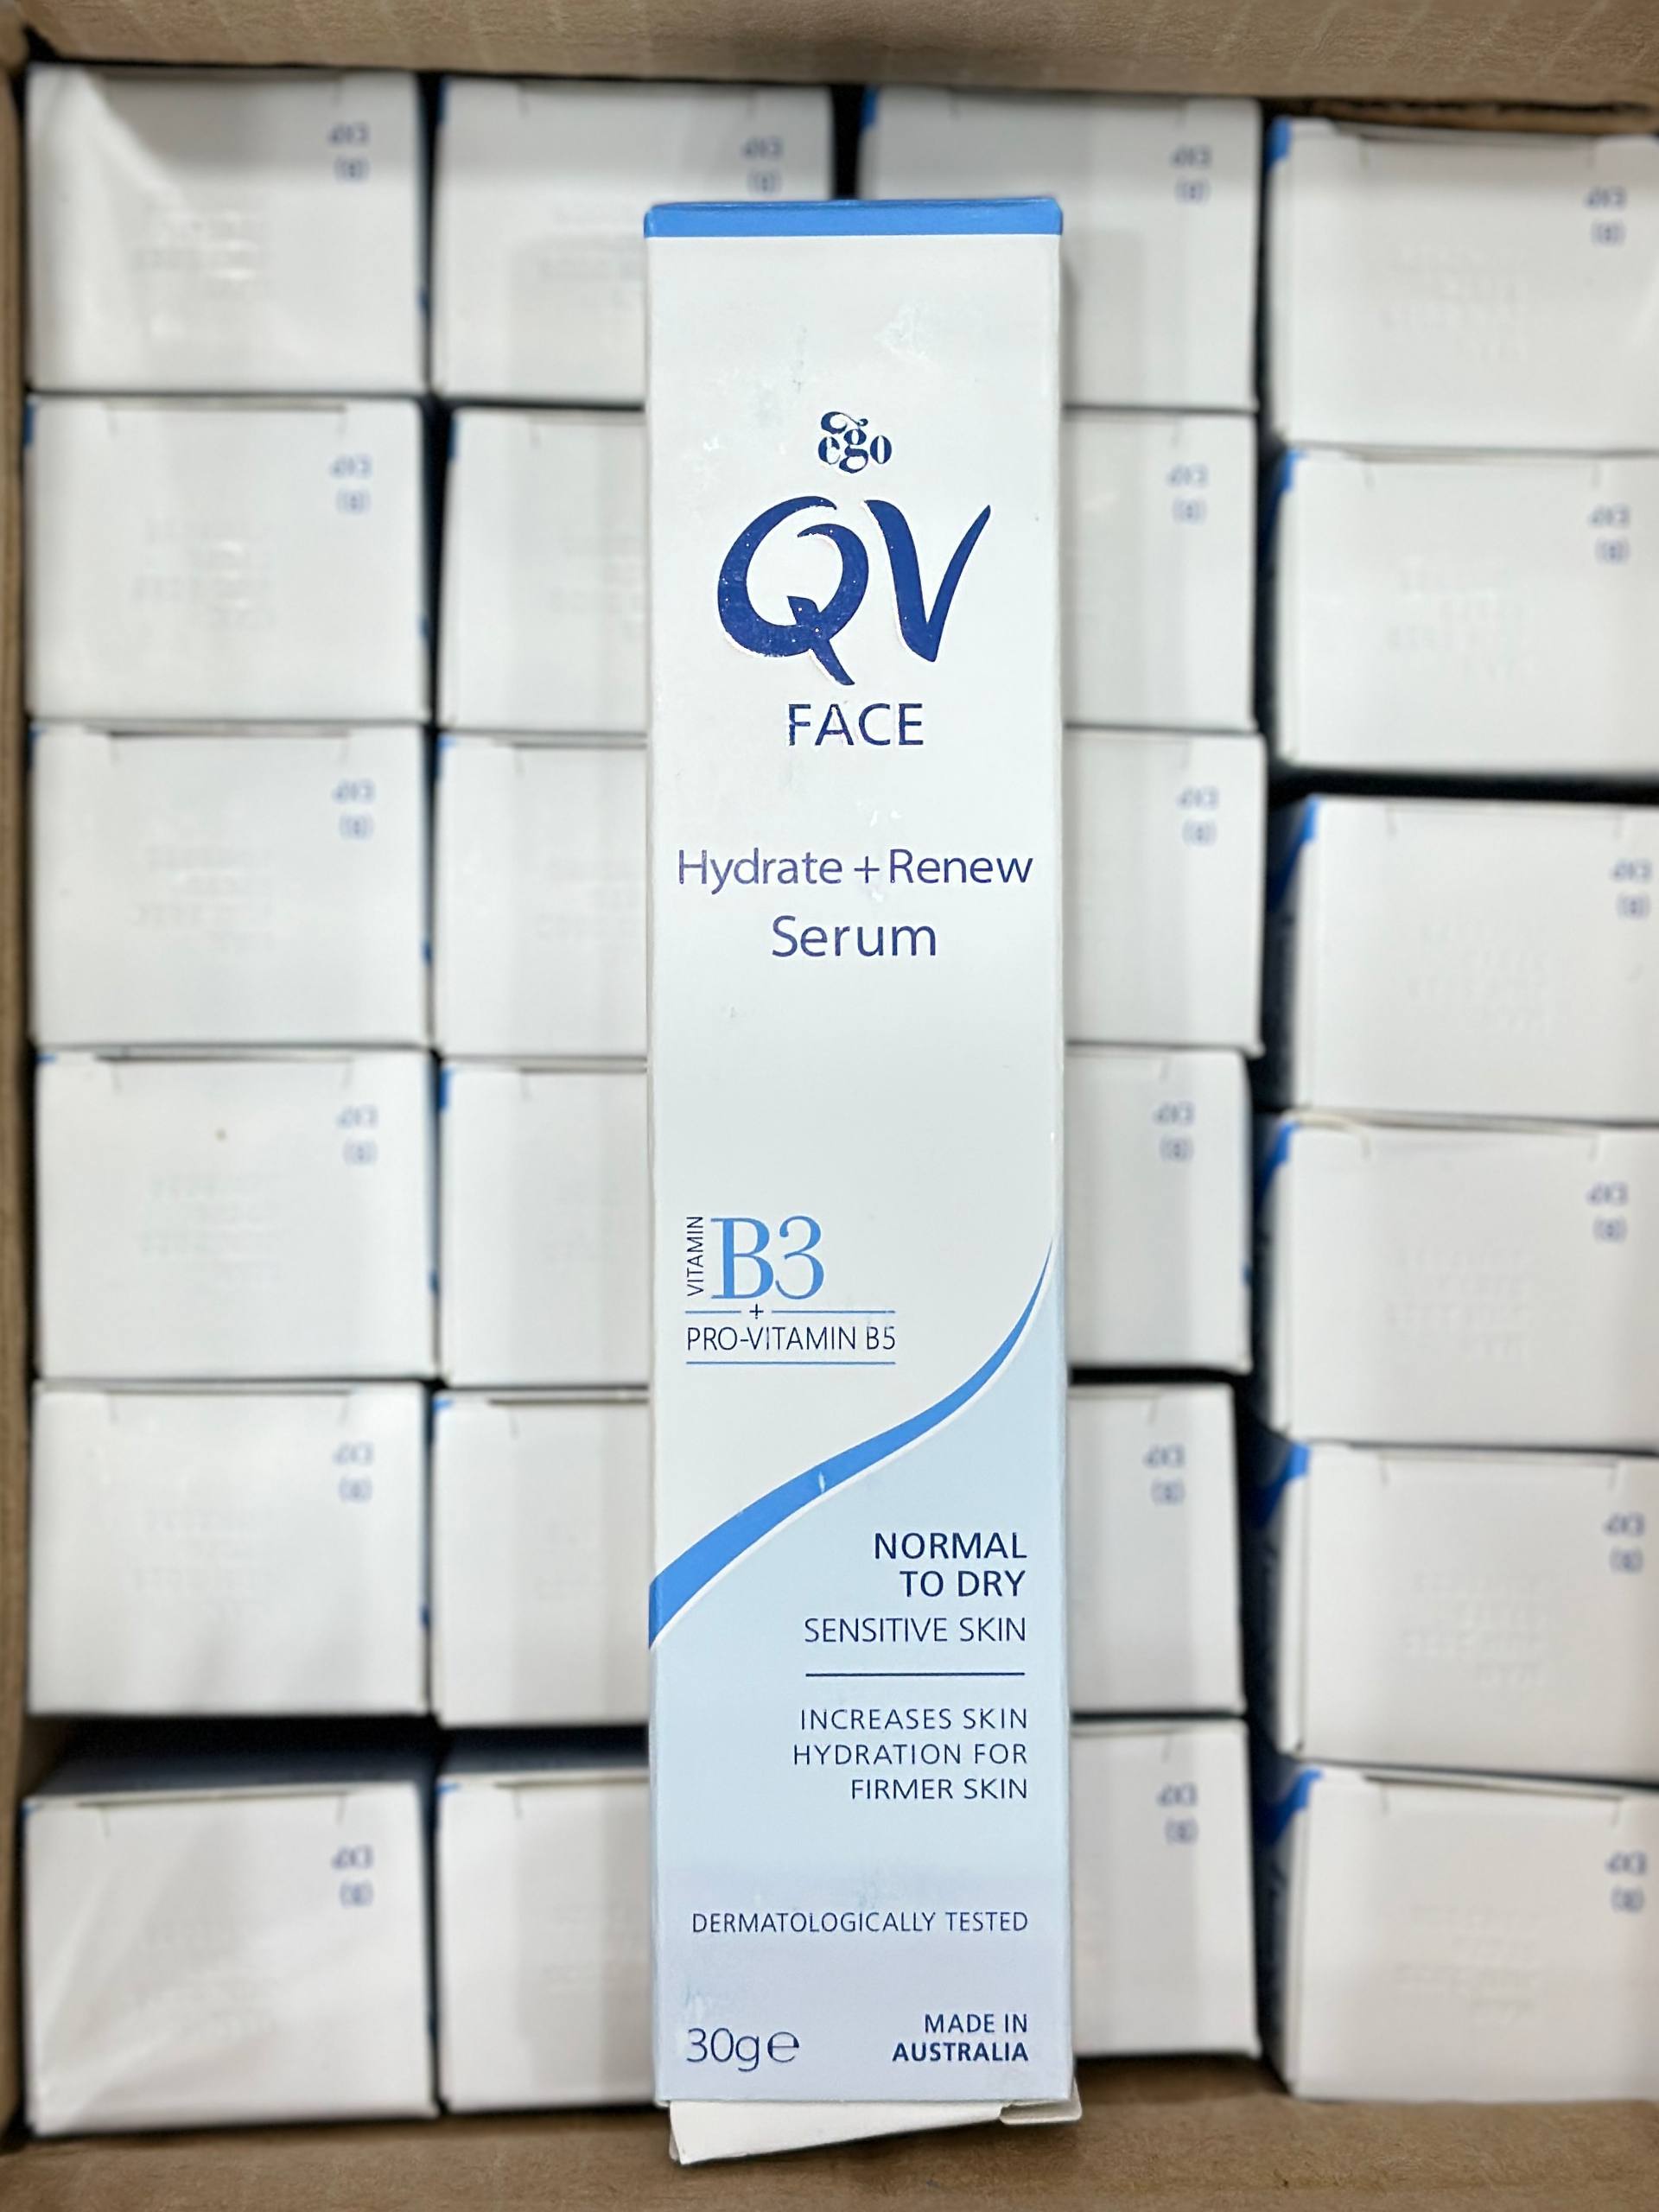 ego
QV
FACE
Hydrate + Renew
Serum
VITAMIN
B3
+
PRO-VITAMIN B5
NORMAL
TO DRY
SENSITIVE SKIN
INCREASES SKIN
HYDRATION FOR
FIRMER SKIN
DERMATOLOGICALLY TESTED
30g℮
MADE IN
AUSTRALIA